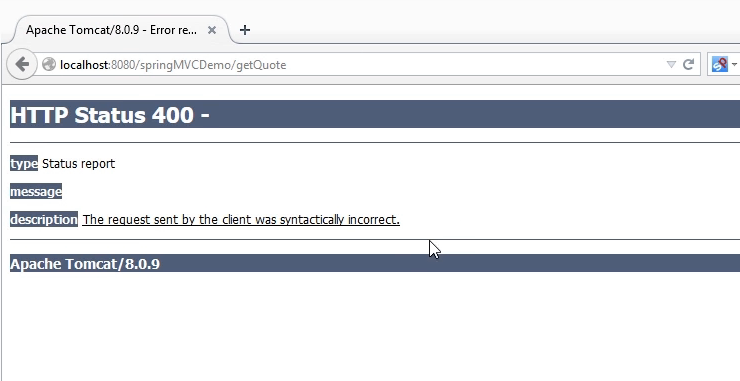 Apache Tomcat/8.0.9 - Error re...
localhost:8080/springMVCDemo/getQuote
HTTP Status 400 -
type Status report
message
description The request sent by the client was syntactically incorrect.
Apache Tomcat/8.0.9